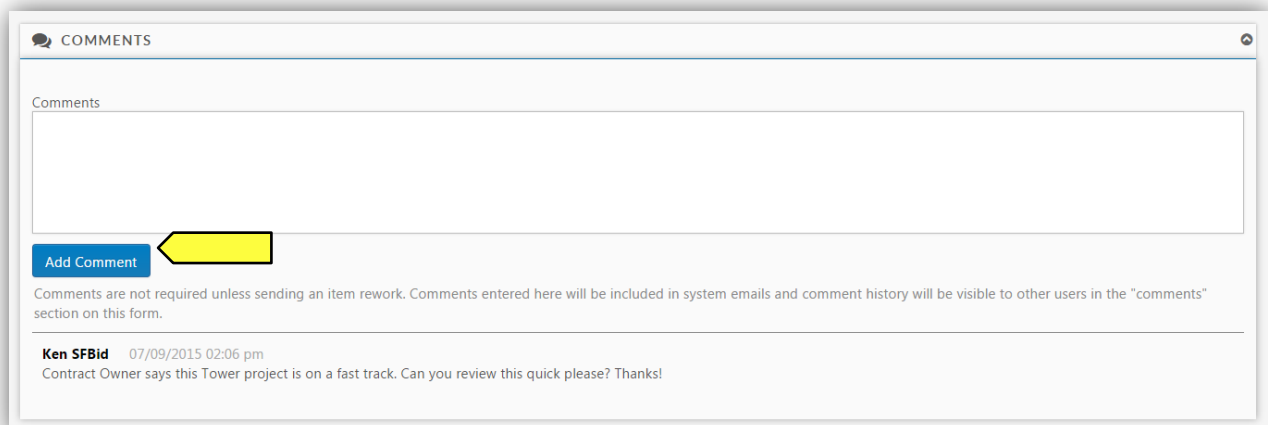 COMMENTS
Comments
Add Comment
Comments are not required unless sending an item rework. Comments entered here will be included in system emails and comment history will be visible to other users in the "comments"
section on this form.
Ken SFBid 07/09/2015 02:06 pm
Contract Owner says this Tower project is on a fast track. Can you review this quick please? Thanks!